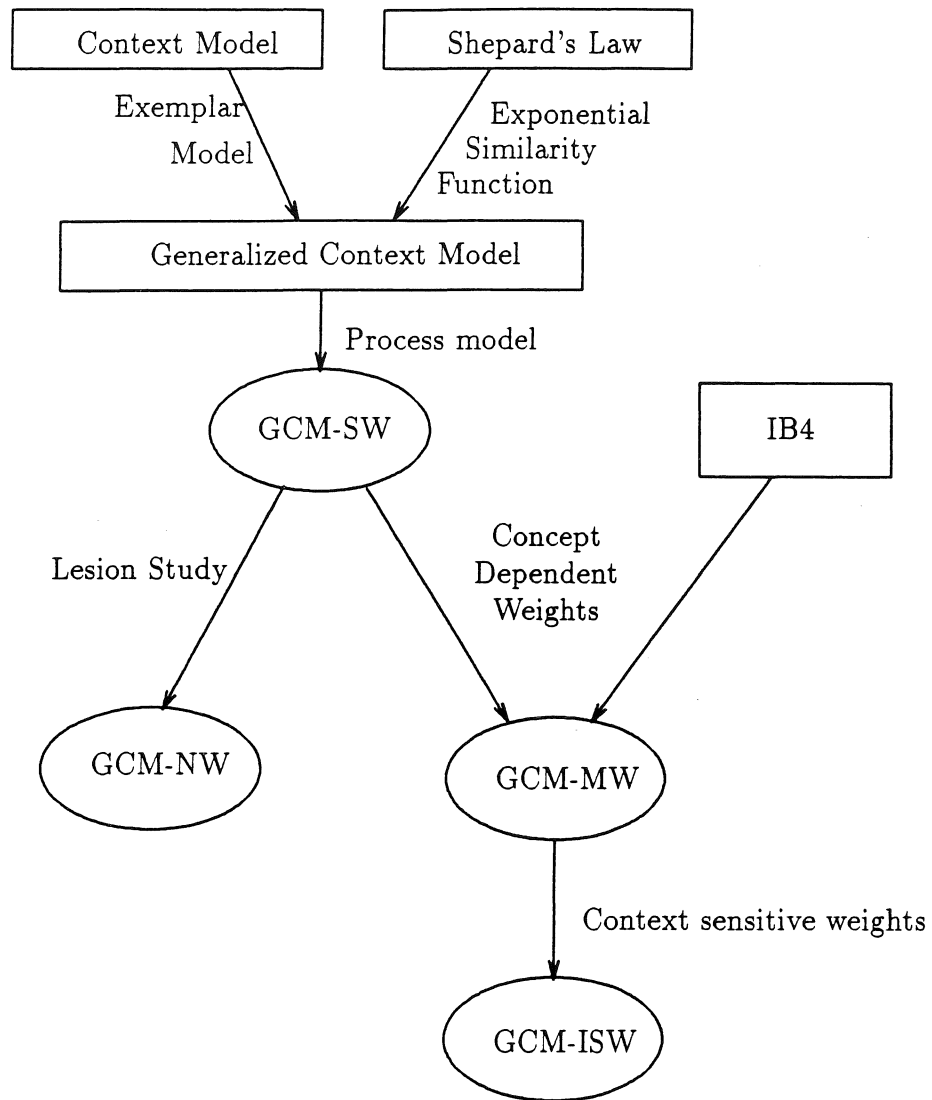 Context Model
Shepard's Law
Exemplar
Model
Exponential
Similarity
Function
Generalized Context Model
Process model
GCM-SW
IB4
Lesion Study
Concept
Dependent
Weights
GCM-NW
GCM-MW
Context sensitive weights
GCM-ISW